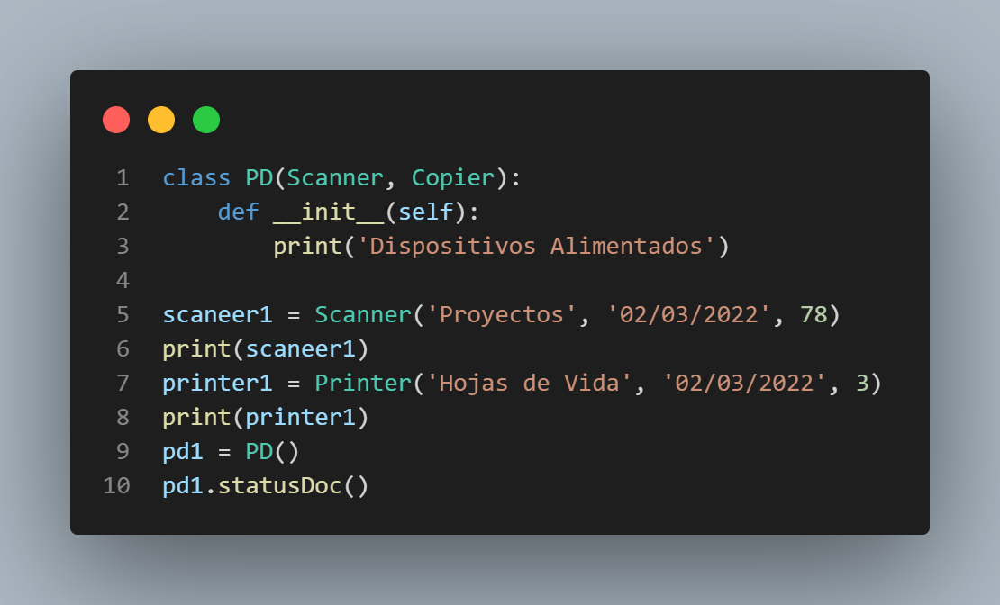 1 class PD(Scanner, Copier):
2     def __init__(self):
3         print('Dispositivos Alimentados')
4
5 scaneer1 = Scanner('Proyectos', '02/03/2022', 78)
6 print(scaneer1)
7 printer1 = Printer('Hojas de Vida', '02/03/2022', 3)
8 print(printer1)
9 pd1 = PD()
10 pd1.statusDoc()